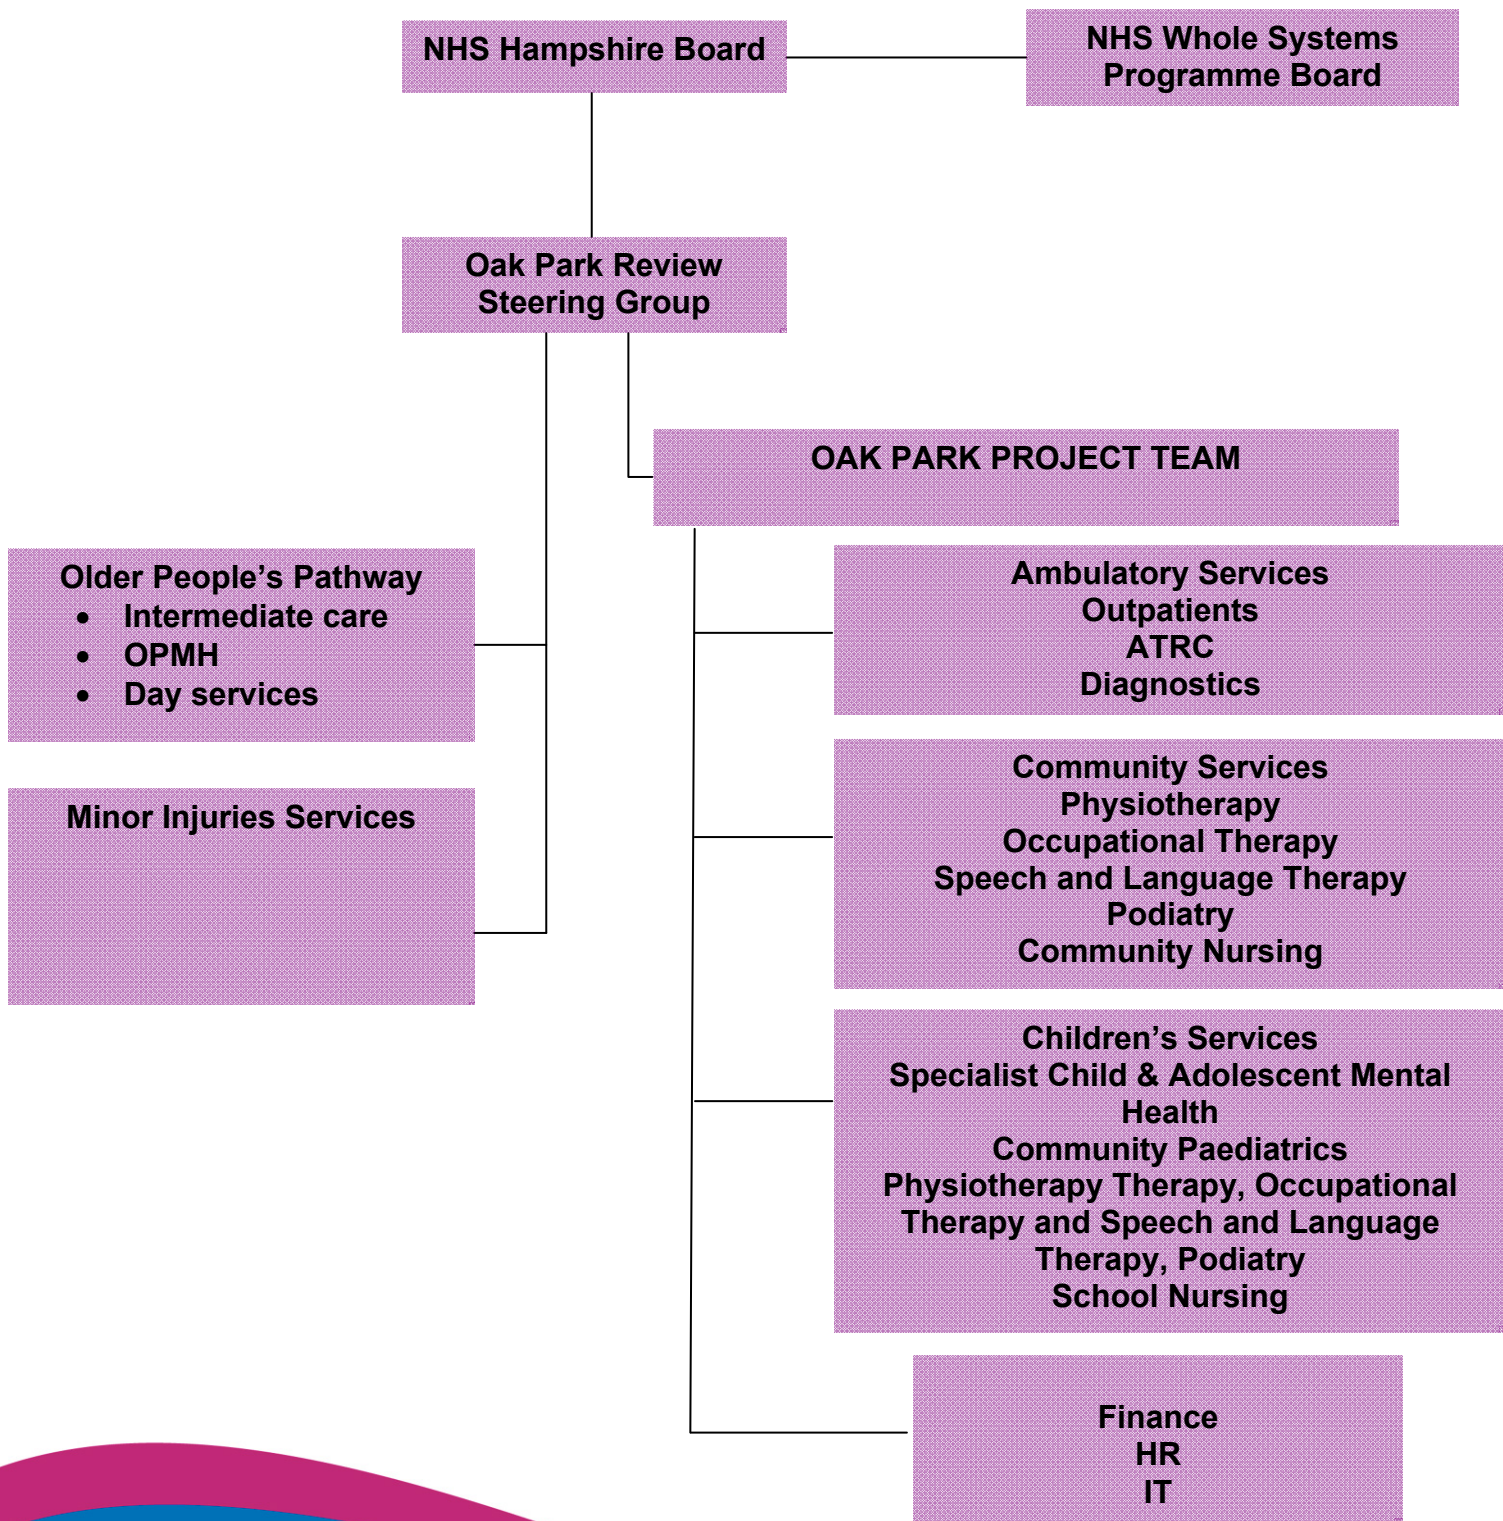 NHS Hampshire Board
NHS Whole Systems
Programme Board
Oak Park Review
Steering Group
OAK PARK PROJECT TEAM
Older People’s Pathway
• Intermediate care
• OPMH
• Day services
Minor Injuries Services
Ambulatory Services
Outpatients
ATRC
Diagnostics
Community Services
Physiotherapy
Occupational Therapy
Speech and Language Therapy
Podiatry
Community Nursing
Children’s Services
Specialist Child & Adolescent Mental
Health
Community Paediatrics
Physiotherapy Therapy, Occupational
Therapy and Speech and Language
Therapy, Podiatry
School Nursing
Finance
HR
IT